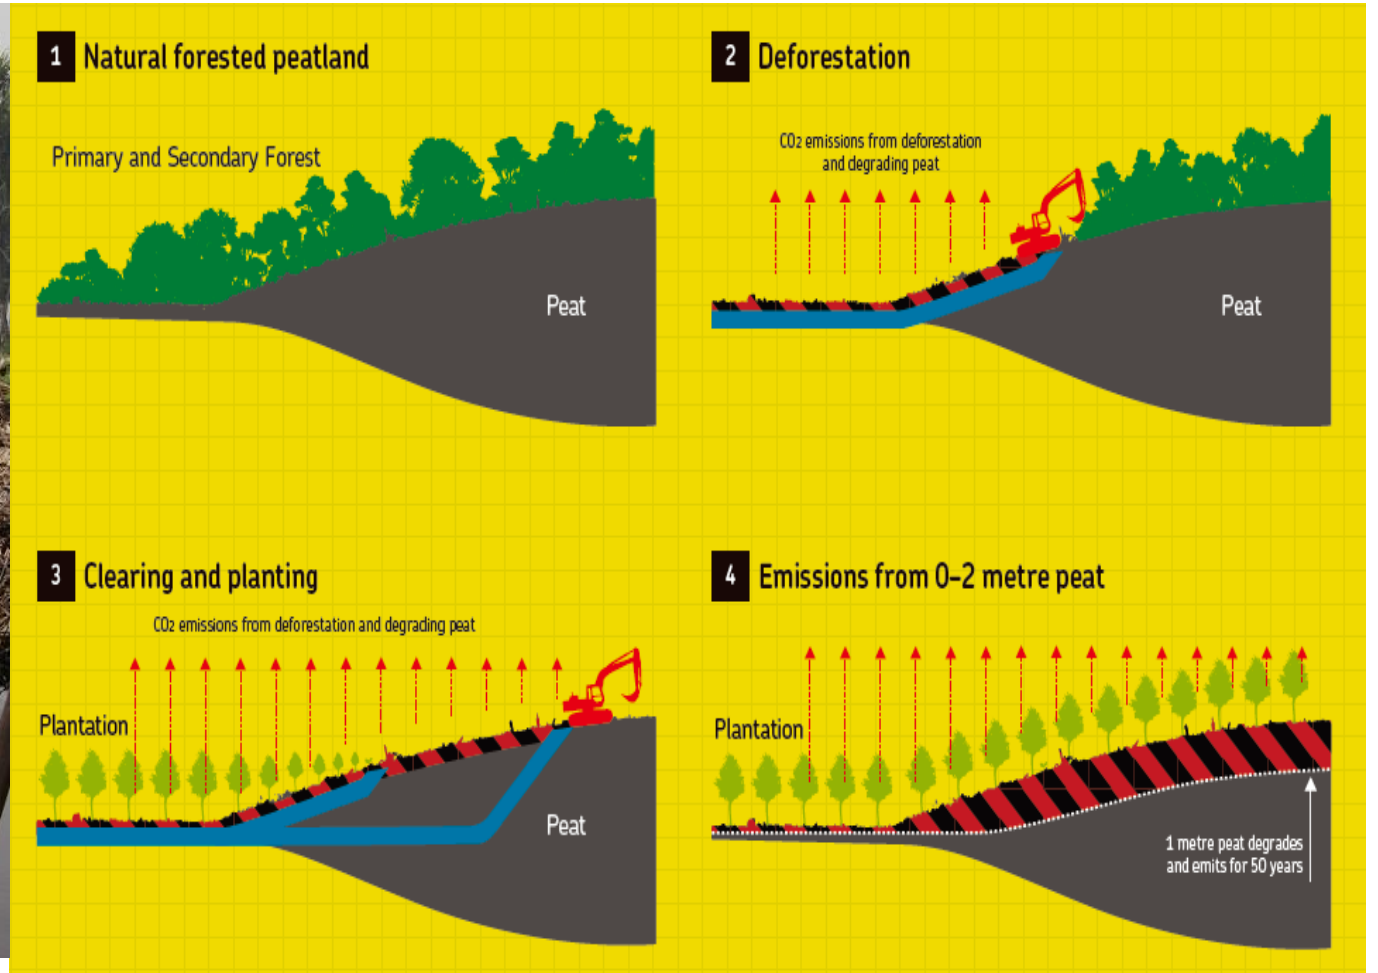 1 Natural forested peatland
Primary and Secondary Forest
Peat
2 Deforestation
CO2 emissions from deforestation
and degrading peat
Peat
3 Clearing and planting
CO2 emissions from deforestation and degrading peat
Plantation
Peat
4 Emissions from 0–2 metre peat
Plantation
1 metre peat degrades
and emits for 50 years